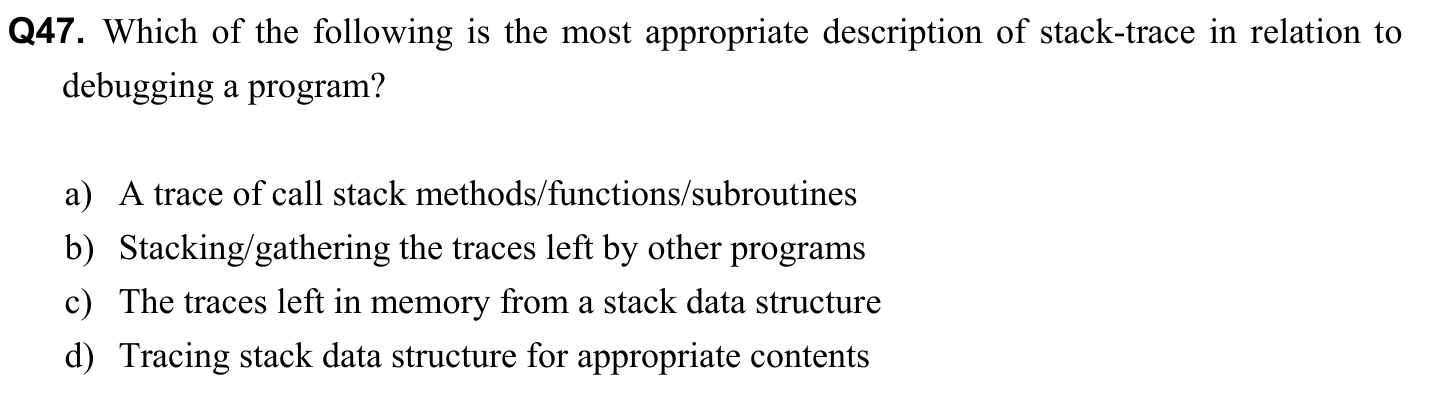 Q47. Which of the following is the most appropriate description of stack-trace in relation to
debugging a program?
a) A trace of call stack methods/functions/subroutines
b) Stacking/gathering the traces left by other programs
c) The traces left in memory from a stack data structure
d) Tracing stack data structure for appropriate contents